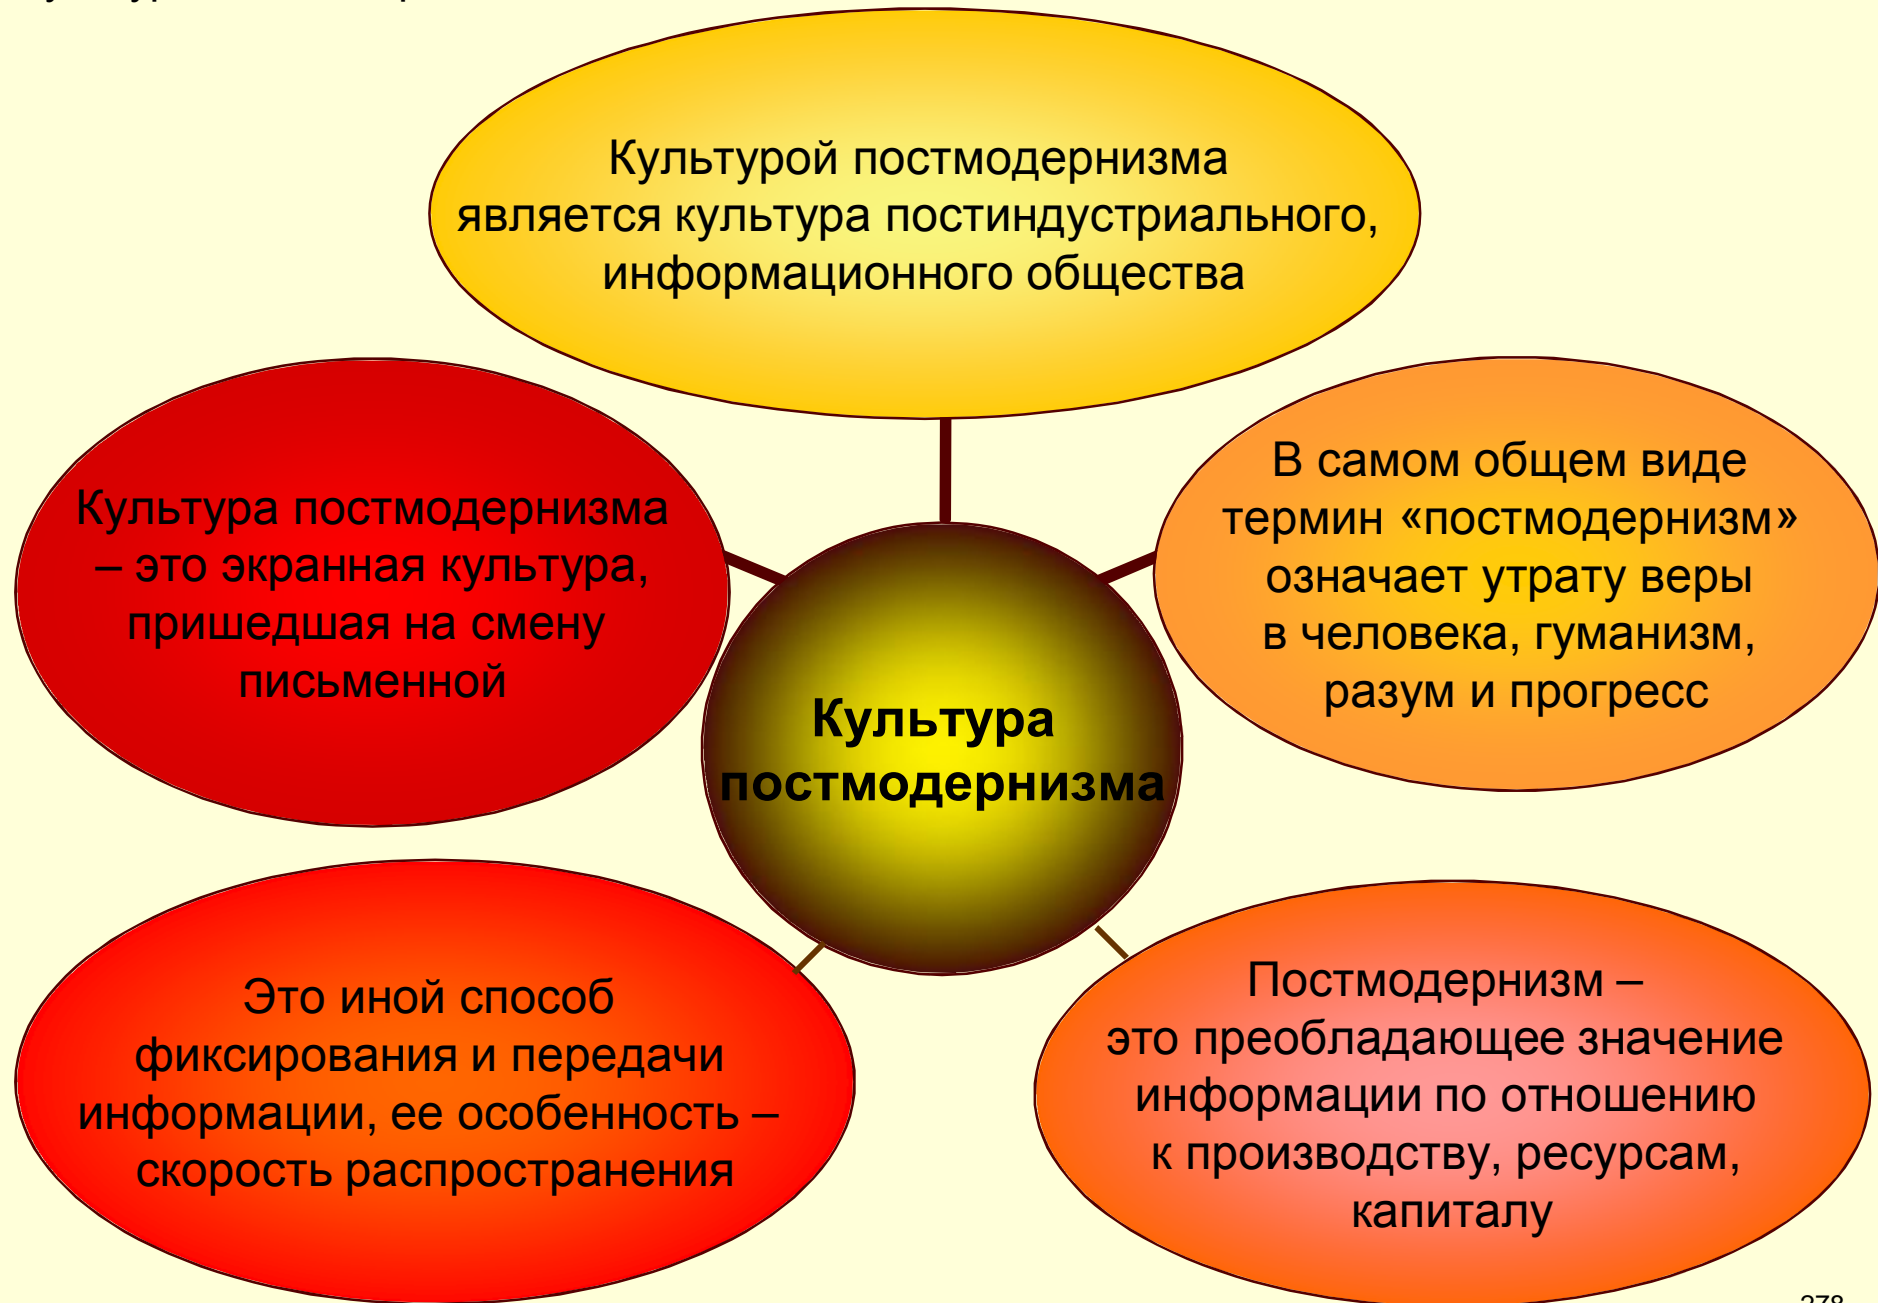 Культурой постмодернизма
является культура постиндустриального,
информационного общества
Культура постмодернизма
– это экранная культура,
пришедшая на смену
письменной
В самом общем виде
термин «постмодернизм»
означает утрату веры
в человека, гуманизм,
разум и прогресс
Культура
постмодернизма
Это иной способ
фиксирования и передачи
информации, ее особенность –
скорость распространения
Постмодернизм –
это преобладающее значение
информации по отношению
к производству, ресурсам,
капиталу
278